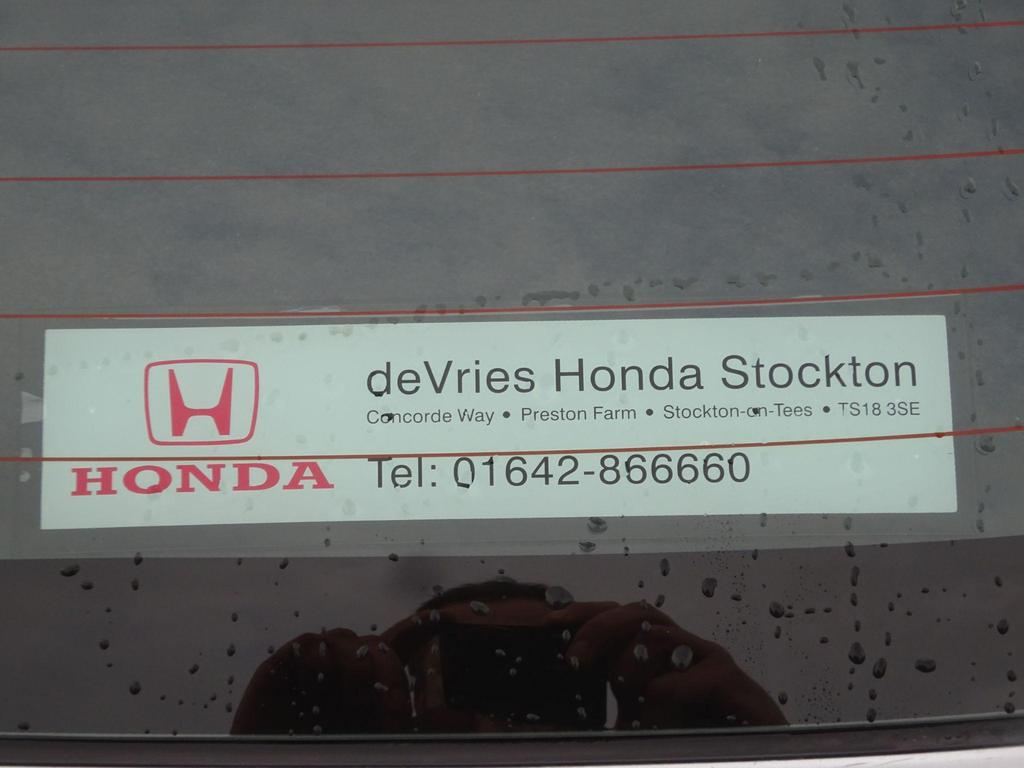 deVries Honda Stockton
Concorde Way • Preston Farm • Stockton-on-Tees • TS18 3SE
HONDA
Tel: 01642-866660